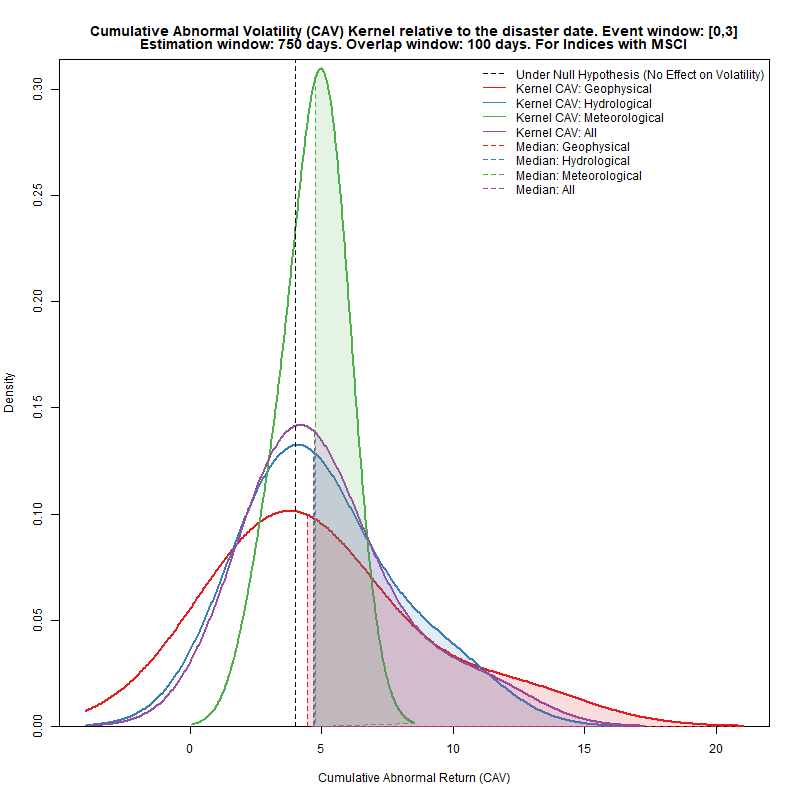 Cumulative Abnormal Volatility (CAV) Kernel relative to the disaster date. Event window: [0,3]
Estimation window: 750 days. Overlap window: 100 days. For Indices with MSCI
Under Null Hypothesis (No Effect on Volatility)
Kernel CAV: Geophysical
Kernel CAV: Hydrological
Kernel CAV: Meteorological
Kernel CAV: All
Median: Geophysical
Median: Hydrological
Median: Meteorological
Median: All
Density
0.30
0.25
0.20
0.15
0.10
0.05
0.00
0 5 10 15 20
Cumulative Abnormal Return (CAV)